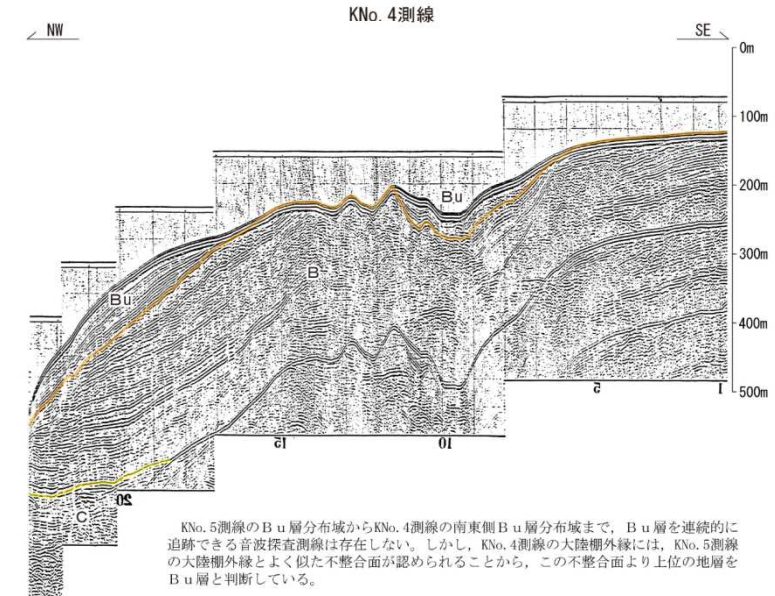 KNo. 4測線
NW
SE
0m
100m
200m
300m
400m
500m
Bu
Bu
B
C
20
15
10
5
1
KNo.5測線のBu層分布域からKNo.4測線の南東側Bu層分布域まで，Bu層を連続的に
追跡できる音波探査測線は存在しない。しかし，KNo.4測線の大陸棚外縁には，KNo.5測線
の大陸棚外縁とよく似た不整合面が認められることから，この不整合面より上位の地層を
Bu層と判断している。